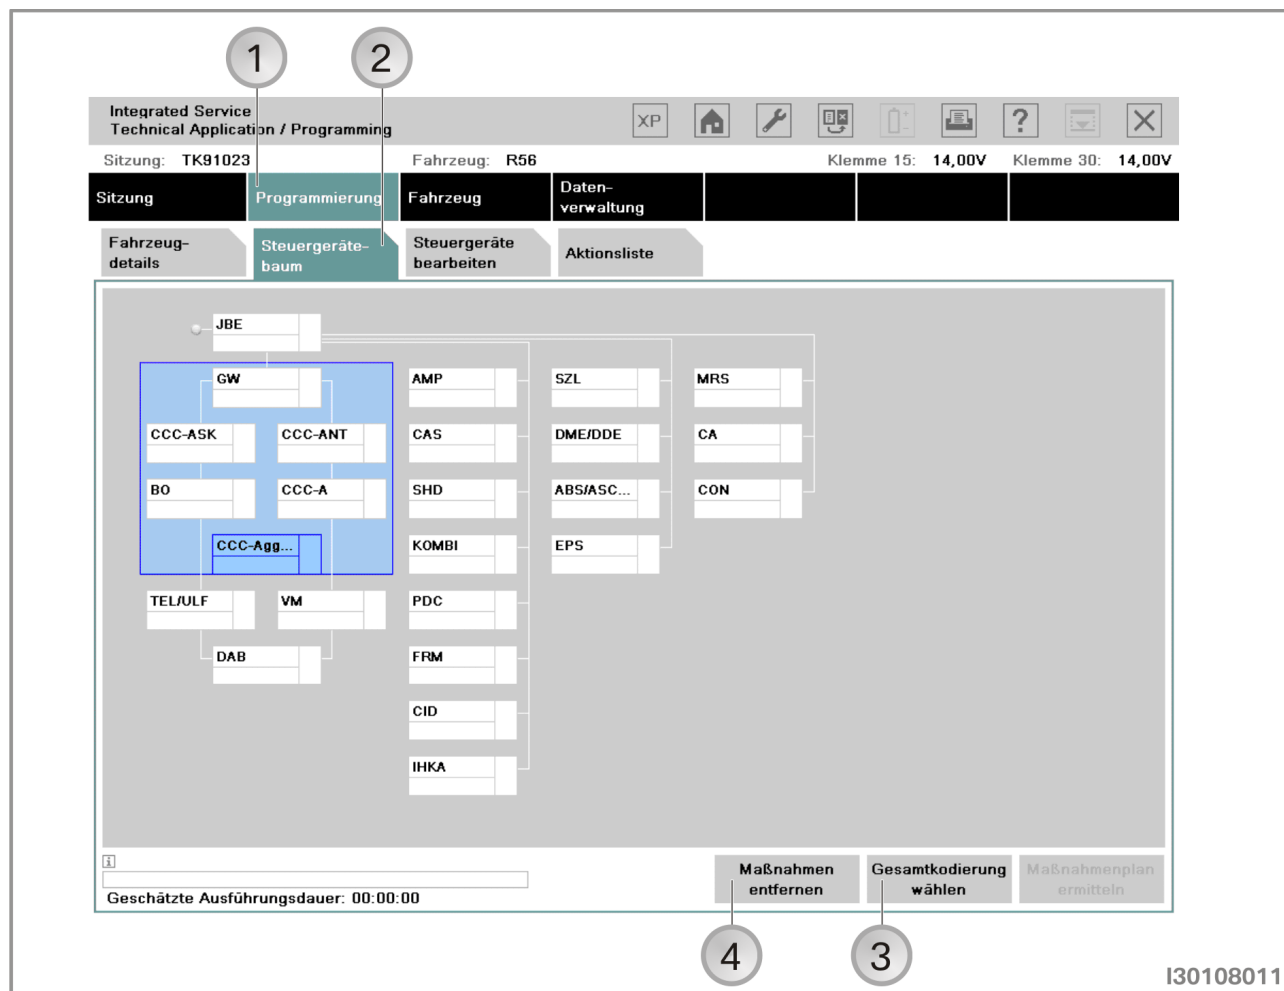 1 2
Integrated Service
Technical Application / Programming
XP ?
Sitzung: TK91023 Fahrzeug: R56 Klemme 15: 14,00V Klemme 30: 14,00V
Sitzung Programmierung Fahrzeug Daten-
verwaltung
Fahrzeug-
details
Steuergeräte-
baum
Steuergeräte
bearbeiten
Aktionsliste
JBE
GW AMP SZL MRS
CCC-ASK CCC-ANT CAS DME/DDE CA
BO CCC-A SHD ABS/ASC... CON
CCC-Agg... KOMBI EPS
TEL/ULF VM PDC
DAB FRM
CID
IHKA
i
Geschätzte Ausführungsdauer: 00:00:00
Maßnahmen
entfernen
Gesamtkodierung
wählen
Maßnahmenplan
ermitteln
4 3
I30108011